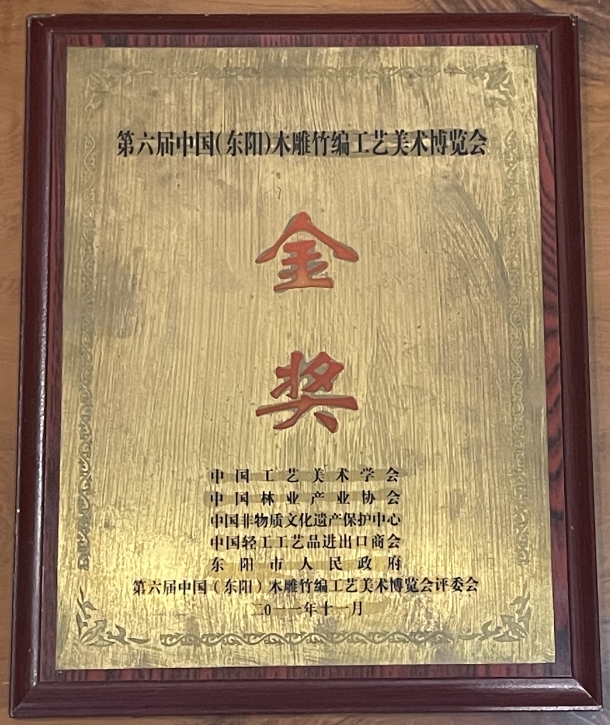 第六届中国(东阳)木雕竹编工艺美术博览会
金
奖
中国工艺美术学会
中国林业产业协会
中国非物质文化遗产保护中心
中国轻工工艺品进出口商会
东阳市人民政府
第六届中国(东阳)木雕竹编工艺美术博览会评委会
二0一一年十一月